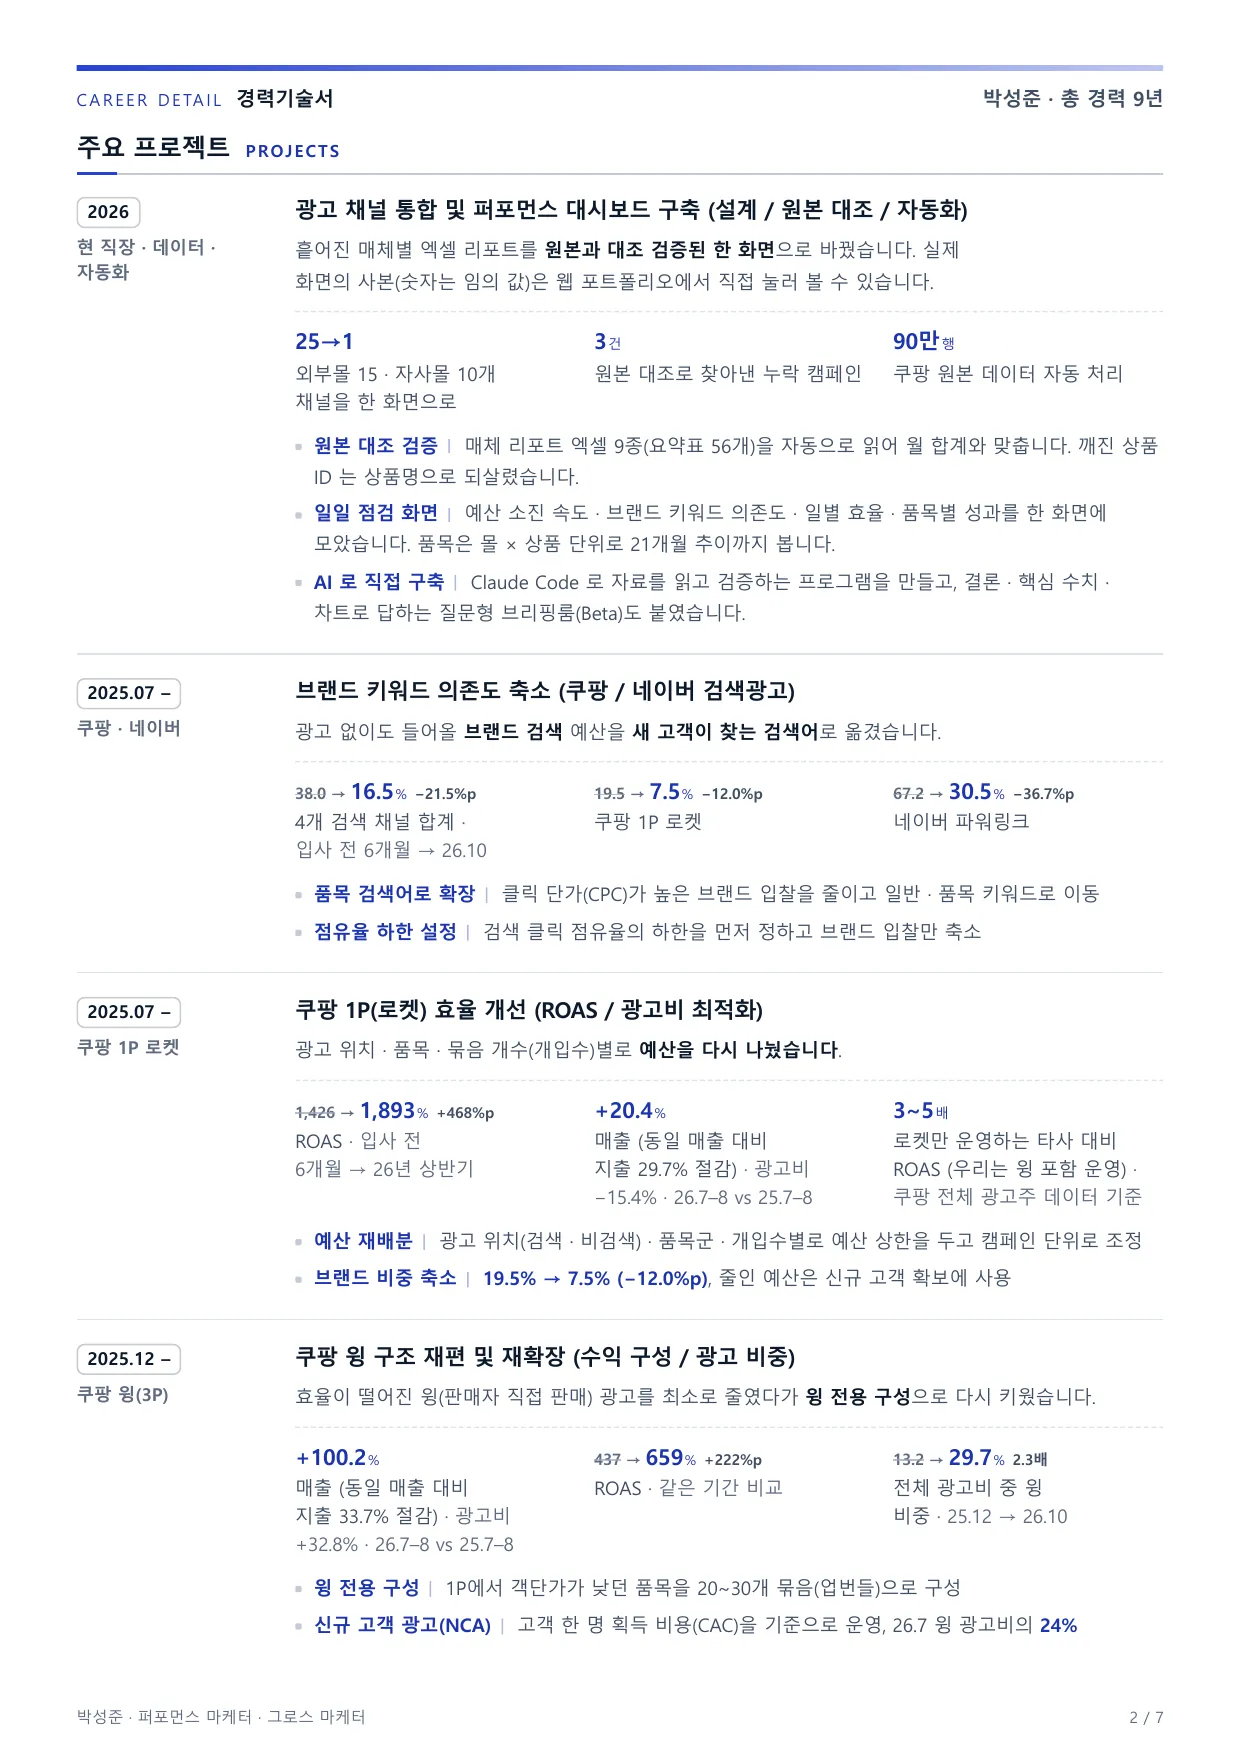 CAREER DETAIL 경력기술서
박성준 · 총 경력 9년
주요 프로젝트 PROJECTS
2026
현 직장 · 데이터 ·
자동화
광고 채널 통합 및 퍼포먼스 대시보드 구축 (설계 / 원본 대조 / 자동화)
흩어진 매체별 엑셀 리포트를 원본과 대조 검증된 한 화면으로 바꿨습니다. 실제
화면의 사본(숫자는 임의 값)은 웹 포트폴리오에서 직접 눌러 볼 수 있습니다.
25→1
외부몰 15 · 자사몰 10개
채널을 한 화면으로
3건
원본 대조로 찾아낸 누락 캠페인
90만행
쿠팡 원본 데이터 자동 처리
원본 대조 검증 | 매체 리포트 엑셀 9종(요약표 56개)을 자동으로 읽어 월 합계와 맞춥니다. 깨진 상품
ID 는 상품명으로 되살렸습니다.
일일 점검 화면 | 예산 소진 속도 · 브랜드 키워드 의존도 · 일별 효율 · 품목별 성과를 한 화면에
모았습니다. 품목은 몰 × 상품 단위로 21개월 추이까지 봅니다.
AI 로 직접 구축 | Claude Code 로 자료를 읽고 검증하는 프로그램을 만들고, 결론 · 핵심 수치 ·
차트로 답하는 질문형 브리핑룸(Beta)도 붙였습니다.
2025.07 –
쿠팡 · 네이버
브랜드 키워드 의존도 축소 (쿠팡 / 네이버 검색광고)
광고 없이도 들어올 브랜드 검색 예산을 새 고객이 찾는 검색어로 옮겼습니다.
38.0 → 16.5% −21.5%p
4개 검색 채널 합계 ·
입사 전 6개월 → 26.10
19.5 → 7.5% −12.0%p
쿠팡 1P 로켓
67.2 → 30.5% −36.7%p
네이버 파워링크
품목 검색어로 확장 | 클릭 단가(CPC)가 높은 브랜드 입찰을 줄이고 일반 · 품목 키워드로 이동
점유율 하한 설정 | 검색 클릭 점유율의 하한을 먼저 정하고 브랜드 입찰만 축소
2025.07 –
쿠팡 1P 로켓
쿠팡 1P(로켓) 효율 개선 (ROAS / 광고비 최적화)
광고 위치 · 품목 · 묶음 개수(개입수)별로 예산을 다시 나눴습니다.
1,426 → 1,893% +468%p
ROAS · 입사 전
6개월 → 26년 상반기
+20.4%
매출 (동일 매출 대비
지출 29.7% 절감) · 광고비
−15.4% · 26.7–8 vs 25.7–8
3~5배
로켓만 운영하는 타사 대비
ROAS (우리는 윙 포함 운영) ·
쿠팡 전체 광고주 데이터 기준
예산 재배분 | 광고 위치(검색 · 비검색) · 품목군 · 개입수별로 예산 상한을 두고 캠페인 단위로 조정
브랜드 비중 축소 | 19.5% → 7.5% (−12.0%p), 줄인 예산은 신규 고객 확보에 사용
2025.12 –
쿠팡 윙(3P)
쿠팡 윙 구조 재편 및 재확장 (수익 구성 / 광고 비중)
효율이 떨어진 윙(판매자 직접 판매) 광고를 최소로 줄였다가 윙 전용 구성으로 다시 키웠습니다.
+100.2%
매출 (동일 매출 대비
지출 33.7% 절감) · 광고비
+32.8% · 26.7–8 vs 25.7–8
437 → 659% +222%p
ROAS · 같은 기간 비교
13.2 → 29.7% 2.3배
전체 광고비 중 윙
비중 · 25.12 → 26.10
윙 전용 구성 | 1P에서 객단가가 낮던 품목을 20~30개 묶음(업번들)으로 구성
신규 고객 광고(NCA) | 고객 한 명 획득 비용(CAC)을 기준으로 운영, 26.7 윙 광고비의 24%
박성준 · 퍼포먼스 마케터 · 그로스 마케터
2 / 7